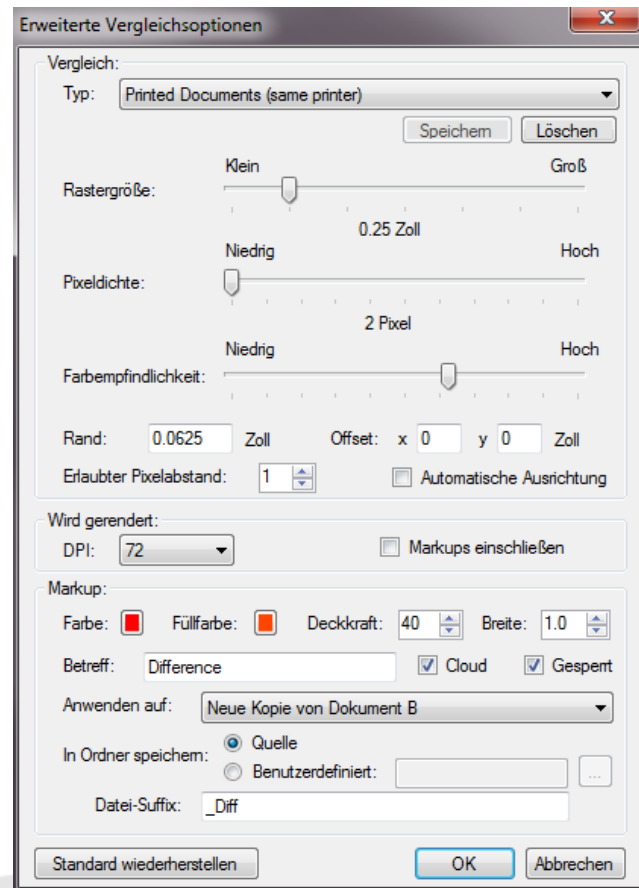 Erweiterte Vergleichsoptionen
Vergleich:
Typ: Printed Documents (same printer)
Speichern Löschen
Klein Groß
Rastergröße:
0.25 Zoll
Niedrig Hoch
Pixeldichte:
2 Pixel
Niedrig Hoch
Farbempfindlichkeit:
Rand: 0.0625 Zoll Offset: x 0 y 0 Zoll
Erlaubter Pixelabstand: 1 Automatische Ausrichtung
Wird gerendert:
DPI: 72 Markups einschließen
Markup:
Farbe: Füllfarbe: Deckkraft: 40 Breite: 1.0
Betreff: Difference Cloud Gesperrt
Anwenden auf: Neue Kopie von Dokument B
In Ordner speichern: Quelle
Benutzerdefiniert: ...
Datei-Suffix: _Diff
Standard wiederherstellen OK Abbrechen